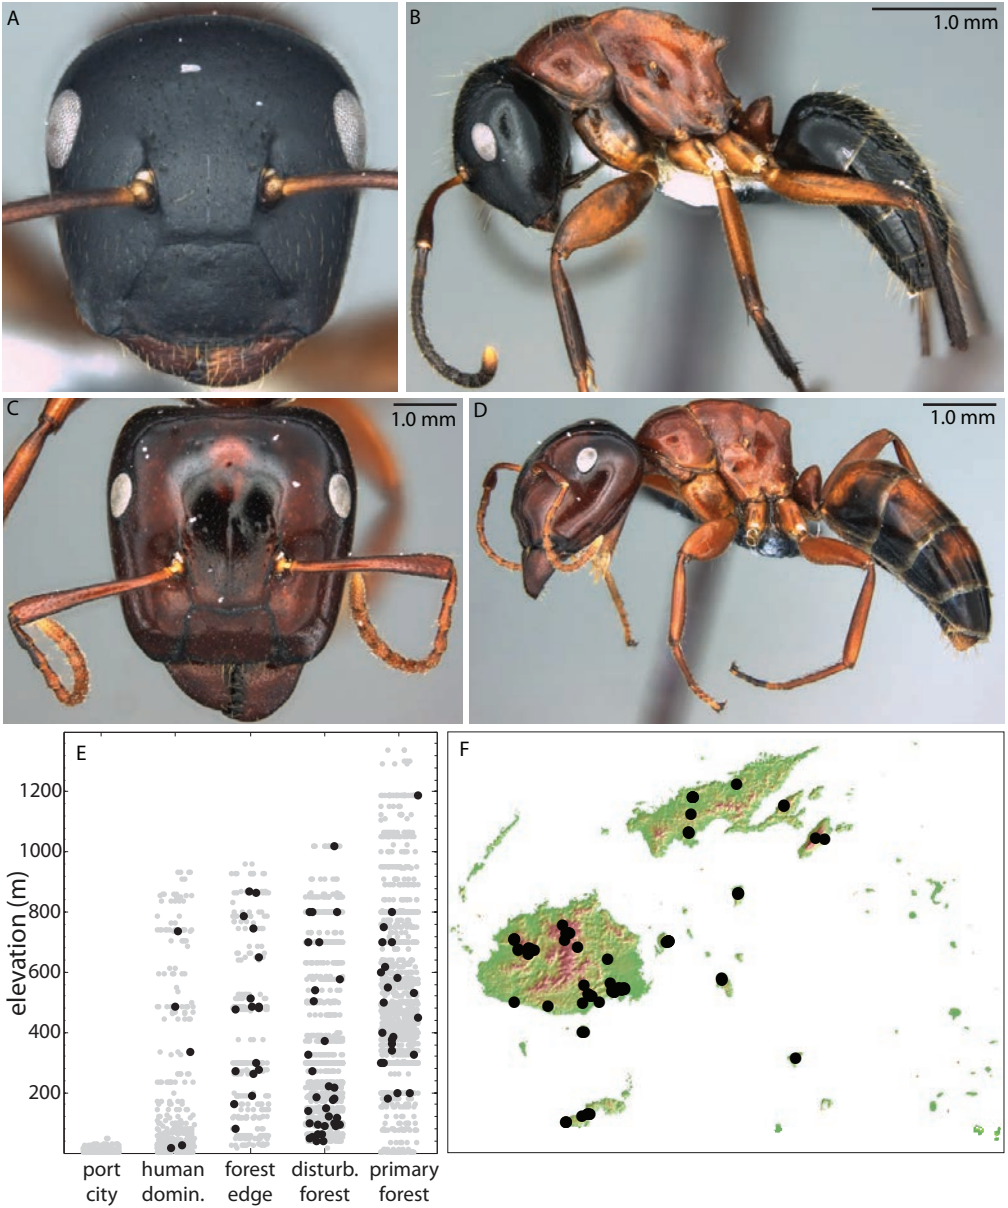 A
B
1.0 mm
C
1.0 mm
D
1.0 mm
E
F
elevation (m)
1200
1000
800
600
400
200
port city
human domin.
forest edge
disturb. forest
primary forest